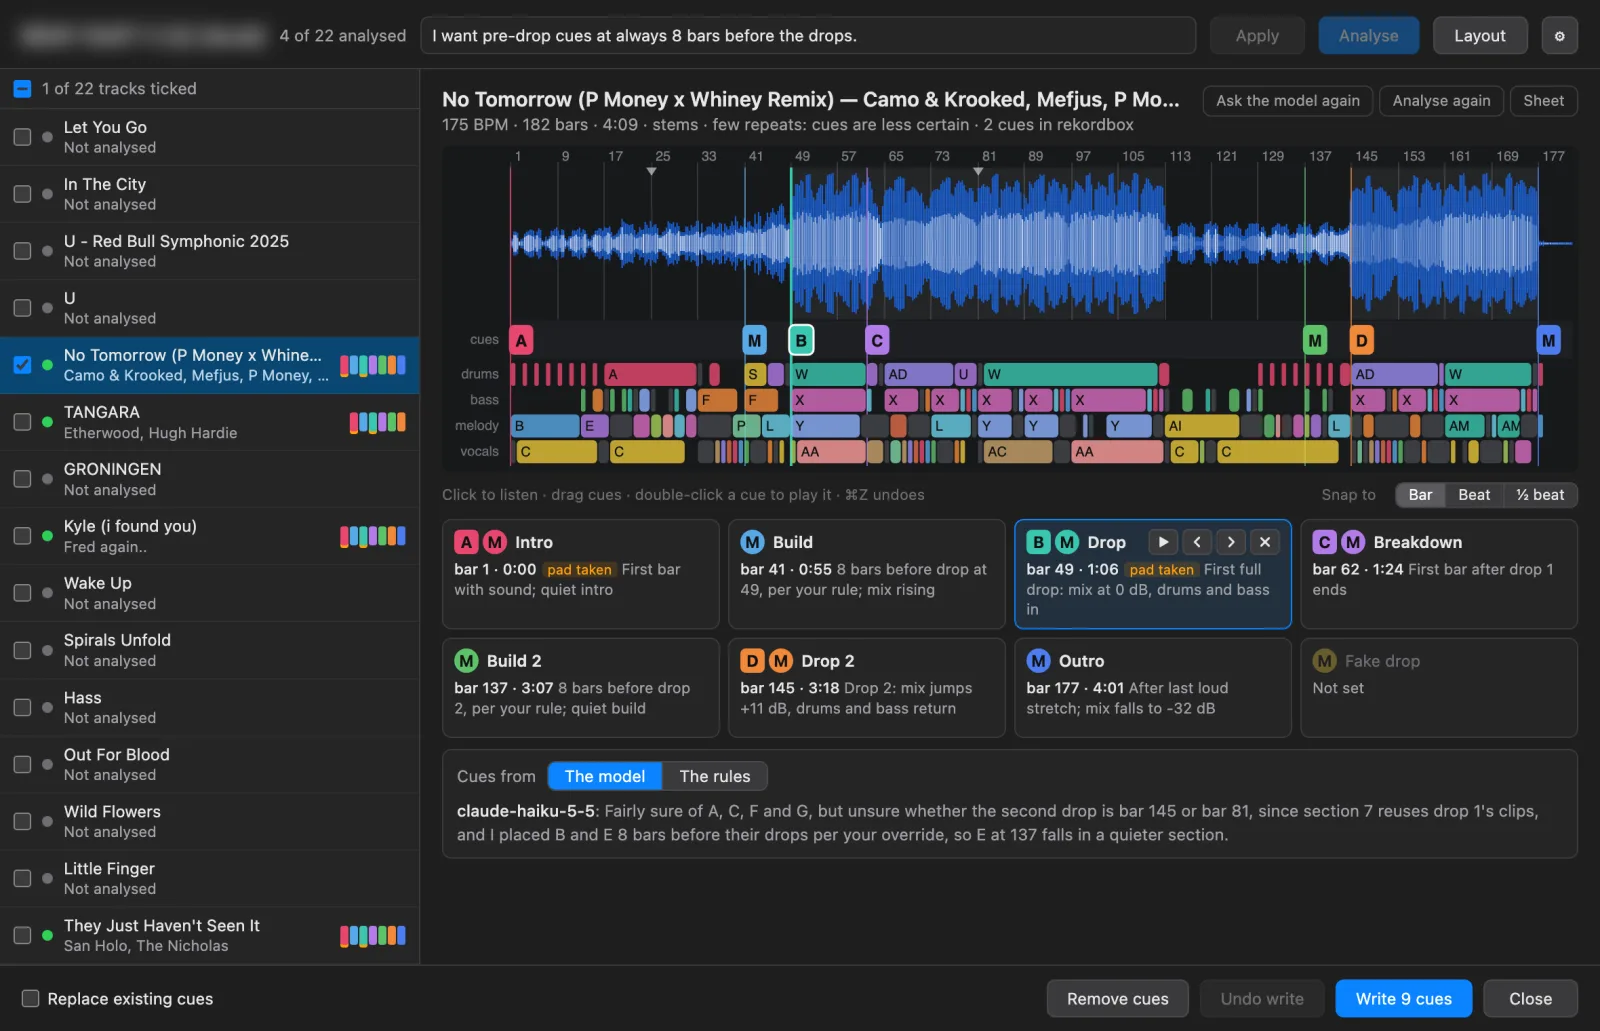 4 of 22 analysed
I want pre-drop cues at always 8 bars before the drops.
Apply
Analyse
Layout
1 of 22 tracks ticked
Let You Go
Not analysed
In The City
Not analysed
U - Red Bull Symphonic 2025
Not analysed
U
Not analysed
No Tomorrow (P Money x Whine...
Camo & Krooked, Mefjus, P Money, ...
TANGARA
Etherwood, Hugh Hardie
GRONINGEN
Not analysed
Kyle (i found you)
Fred again..
Wake Up
Not analysed
Spirals Unfold
Not analysed
Hass
Not analysed
Out For Blood
Not analysed
Wild Flowers
Not analysed
Little Finger
Not analysed
They Just Haven't Seen It
San Holo, The Nicholas
No Tomorrow (P Money x Whiney Remix) — Camo & Krooked, Mefjus, P Mo...
Ask the model again
Analyse again
Sheet
175 BPM · 182 bars · 4:09 · stems · few repeats: cues are less certain · 2 cues in rekordbox
1 9 17 25 33 41 49 57 65 73 81 89 97 105 113 121 129 137 145 153 161 169 177
cues A M B C M D M
drums A S W AD U W AD W
bass F F X X X X X X X X X
melody B E P L Y L Y Y Y AI L AM AM
vocals C C AA AC AA C C
Click to listen · drag cues · double-click a cue to play it · ⌘Z undoes
Snap to
Bar
Beat
½ beat
A M Intro
bar 1 · 0:00 pad taken First bar
with sound; quiet intro
M Build
bar 41 · 0:55 8 bars before drop at
49, per your rule; mix rising
B M Drop
bar 49 · 1:06 pad taken First full
drop: mix at 0 dB, drums and bass
in
C M Breakdown
bar 62 · 1:24 First bar after drop 1
ends
M Build 2
bar 137 · 3:07 8 bars before drop
2, per your rule; quiet build
D M Drop 2
bar 145 · 3:18 Drop 2: mix jumps
+11 dB, drums and bass return
M Outro
bar 177 · 4:01 After last loud
stretch; mix falls to -32 dB
M Fake drop
Not set
Cues from
The model
The rules
claude-haiku-5-5: Fairly sure of A, C, F and G, but unsure whether the second drop is bar 145 or bar 81, since section 7 reuses drop 1's clips,
and I placed B and E 8 bars before their drops per your override, so E at 137 falls in a quieter section.
Replace existing cues
Remove cues
Undo write
Write 9 cues
Close